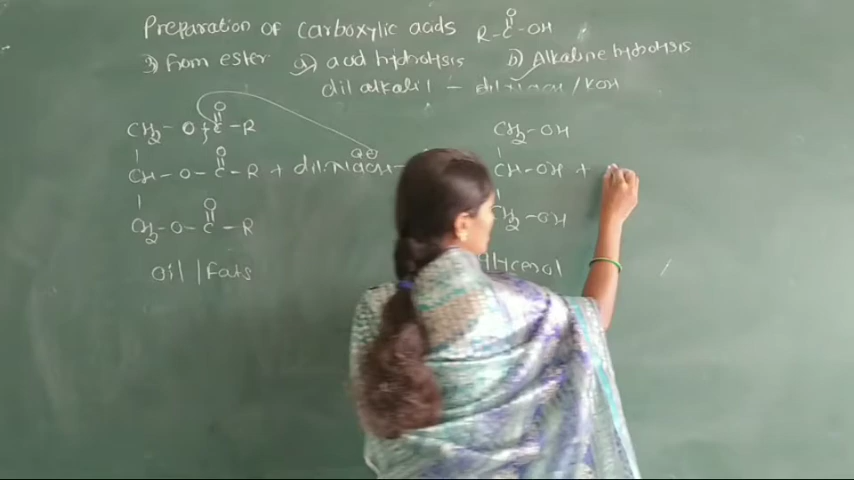 Preparation of carboxylic acids R-C-OH
O
||
3) From ester a) acid hydrolysis b) Alkaline hydrolysis
dil alkali - dil NaOH / KOH
O
||
CH2 - O - C - R
CH2 - OH
|
O
||
|
CH - O - C - R + dil. NaOH
⊕⊖
CH - OH +
|
O
||
|
CH2 - O - C - R
CH2 - OH
oil / Fats
glycerol